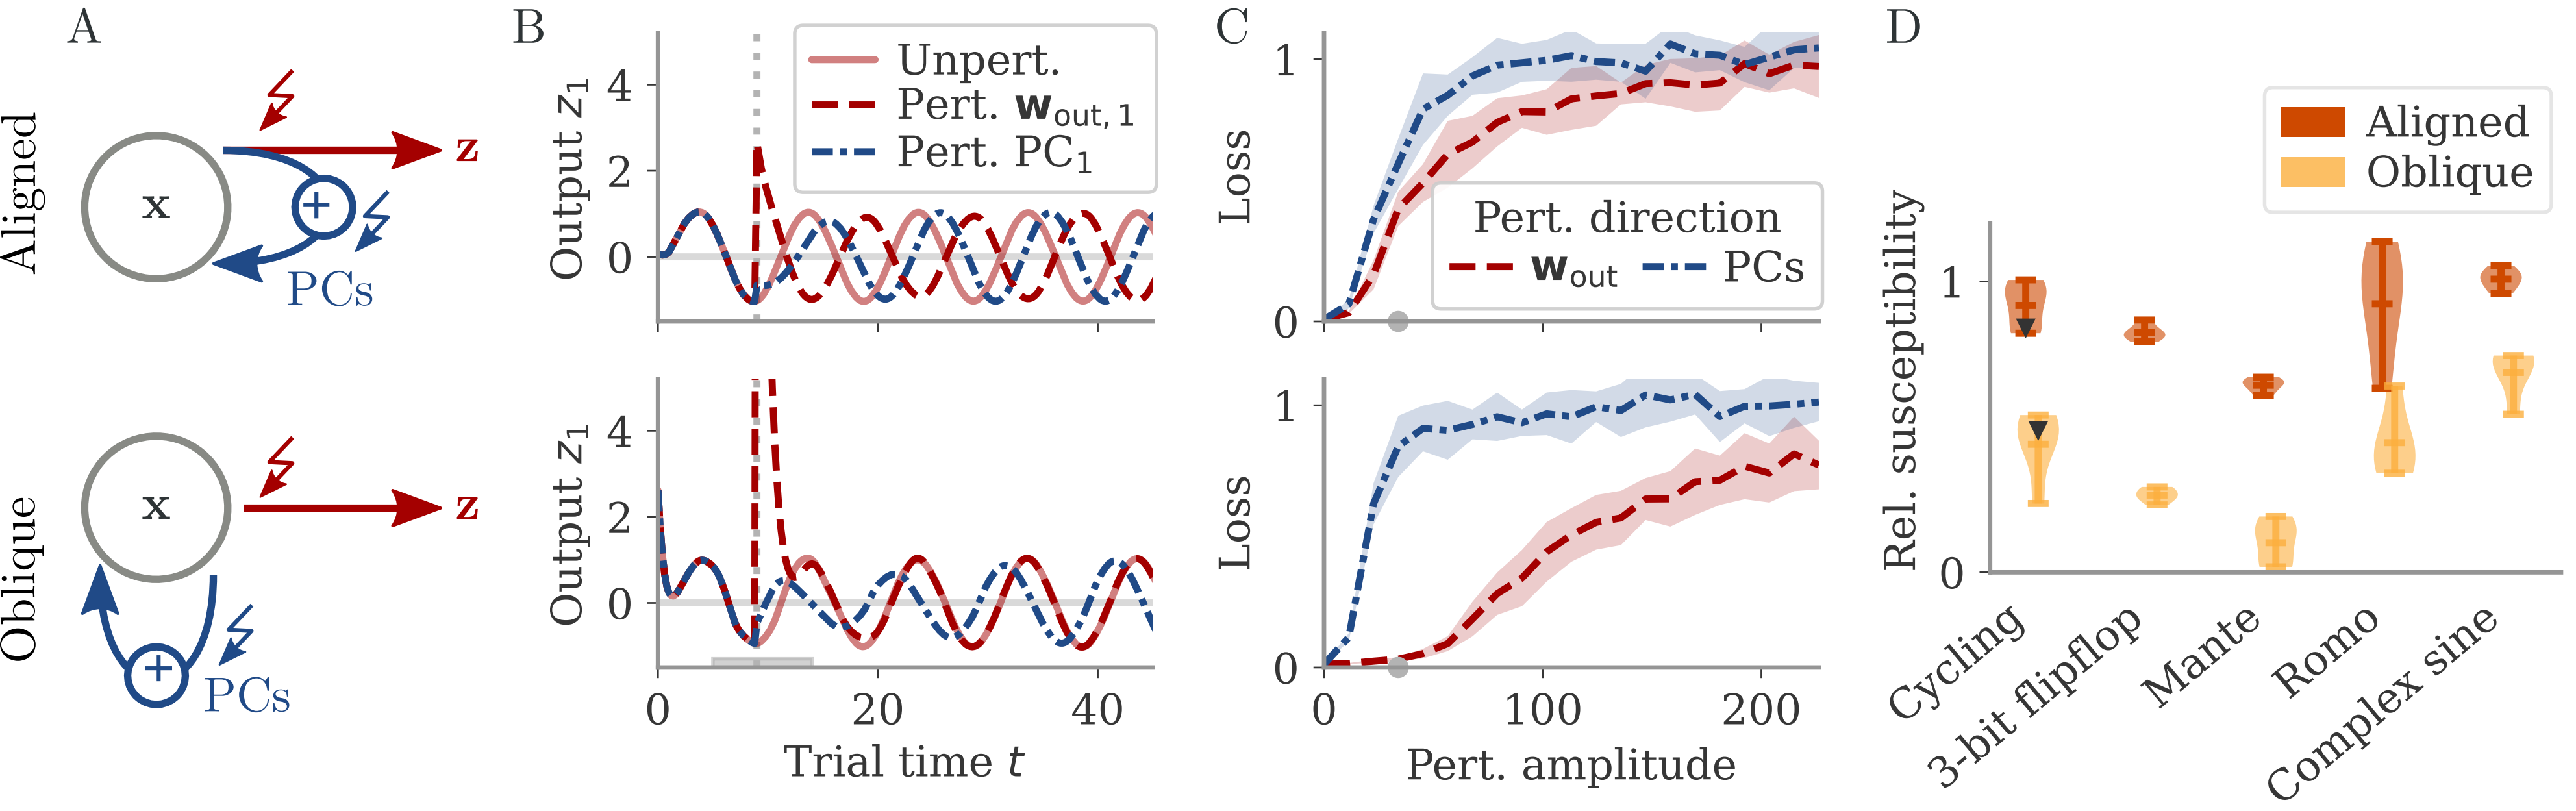 A
Aligned
x
z
+
PCs
Oblique
x
z
+
PCs
B
Output z₁
4
2
0
Unpert.
Pert. w_out, 1
Pert. PC₁
Output z₁
4
2
0
0 20 40
Trial time t
C
Loss
1
0
Pert. direction
w_out PCs
Loss
1
0
0 100 200
Pert. amplitude
D
Aligned
Oblique
Rel. susceptibility
1
0
Cycling
3-bit flipflop
Mante
Romo
Complex sine